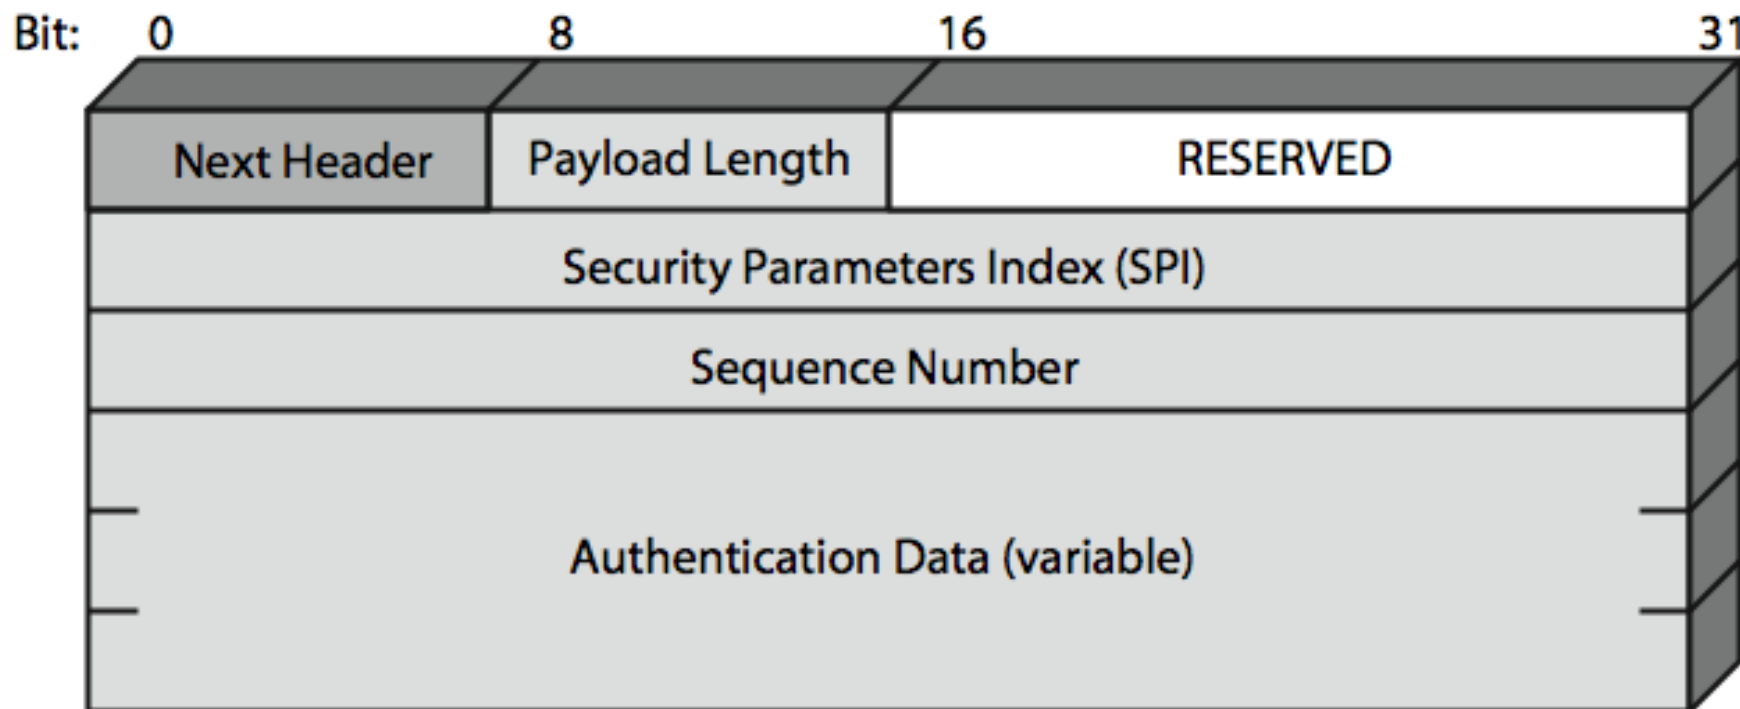 Bit: 0 8 16 31
Next Header Payload Length RESERVED
Security Parameters Index (SPI)
Sequence Number
Authentication Data (variable)